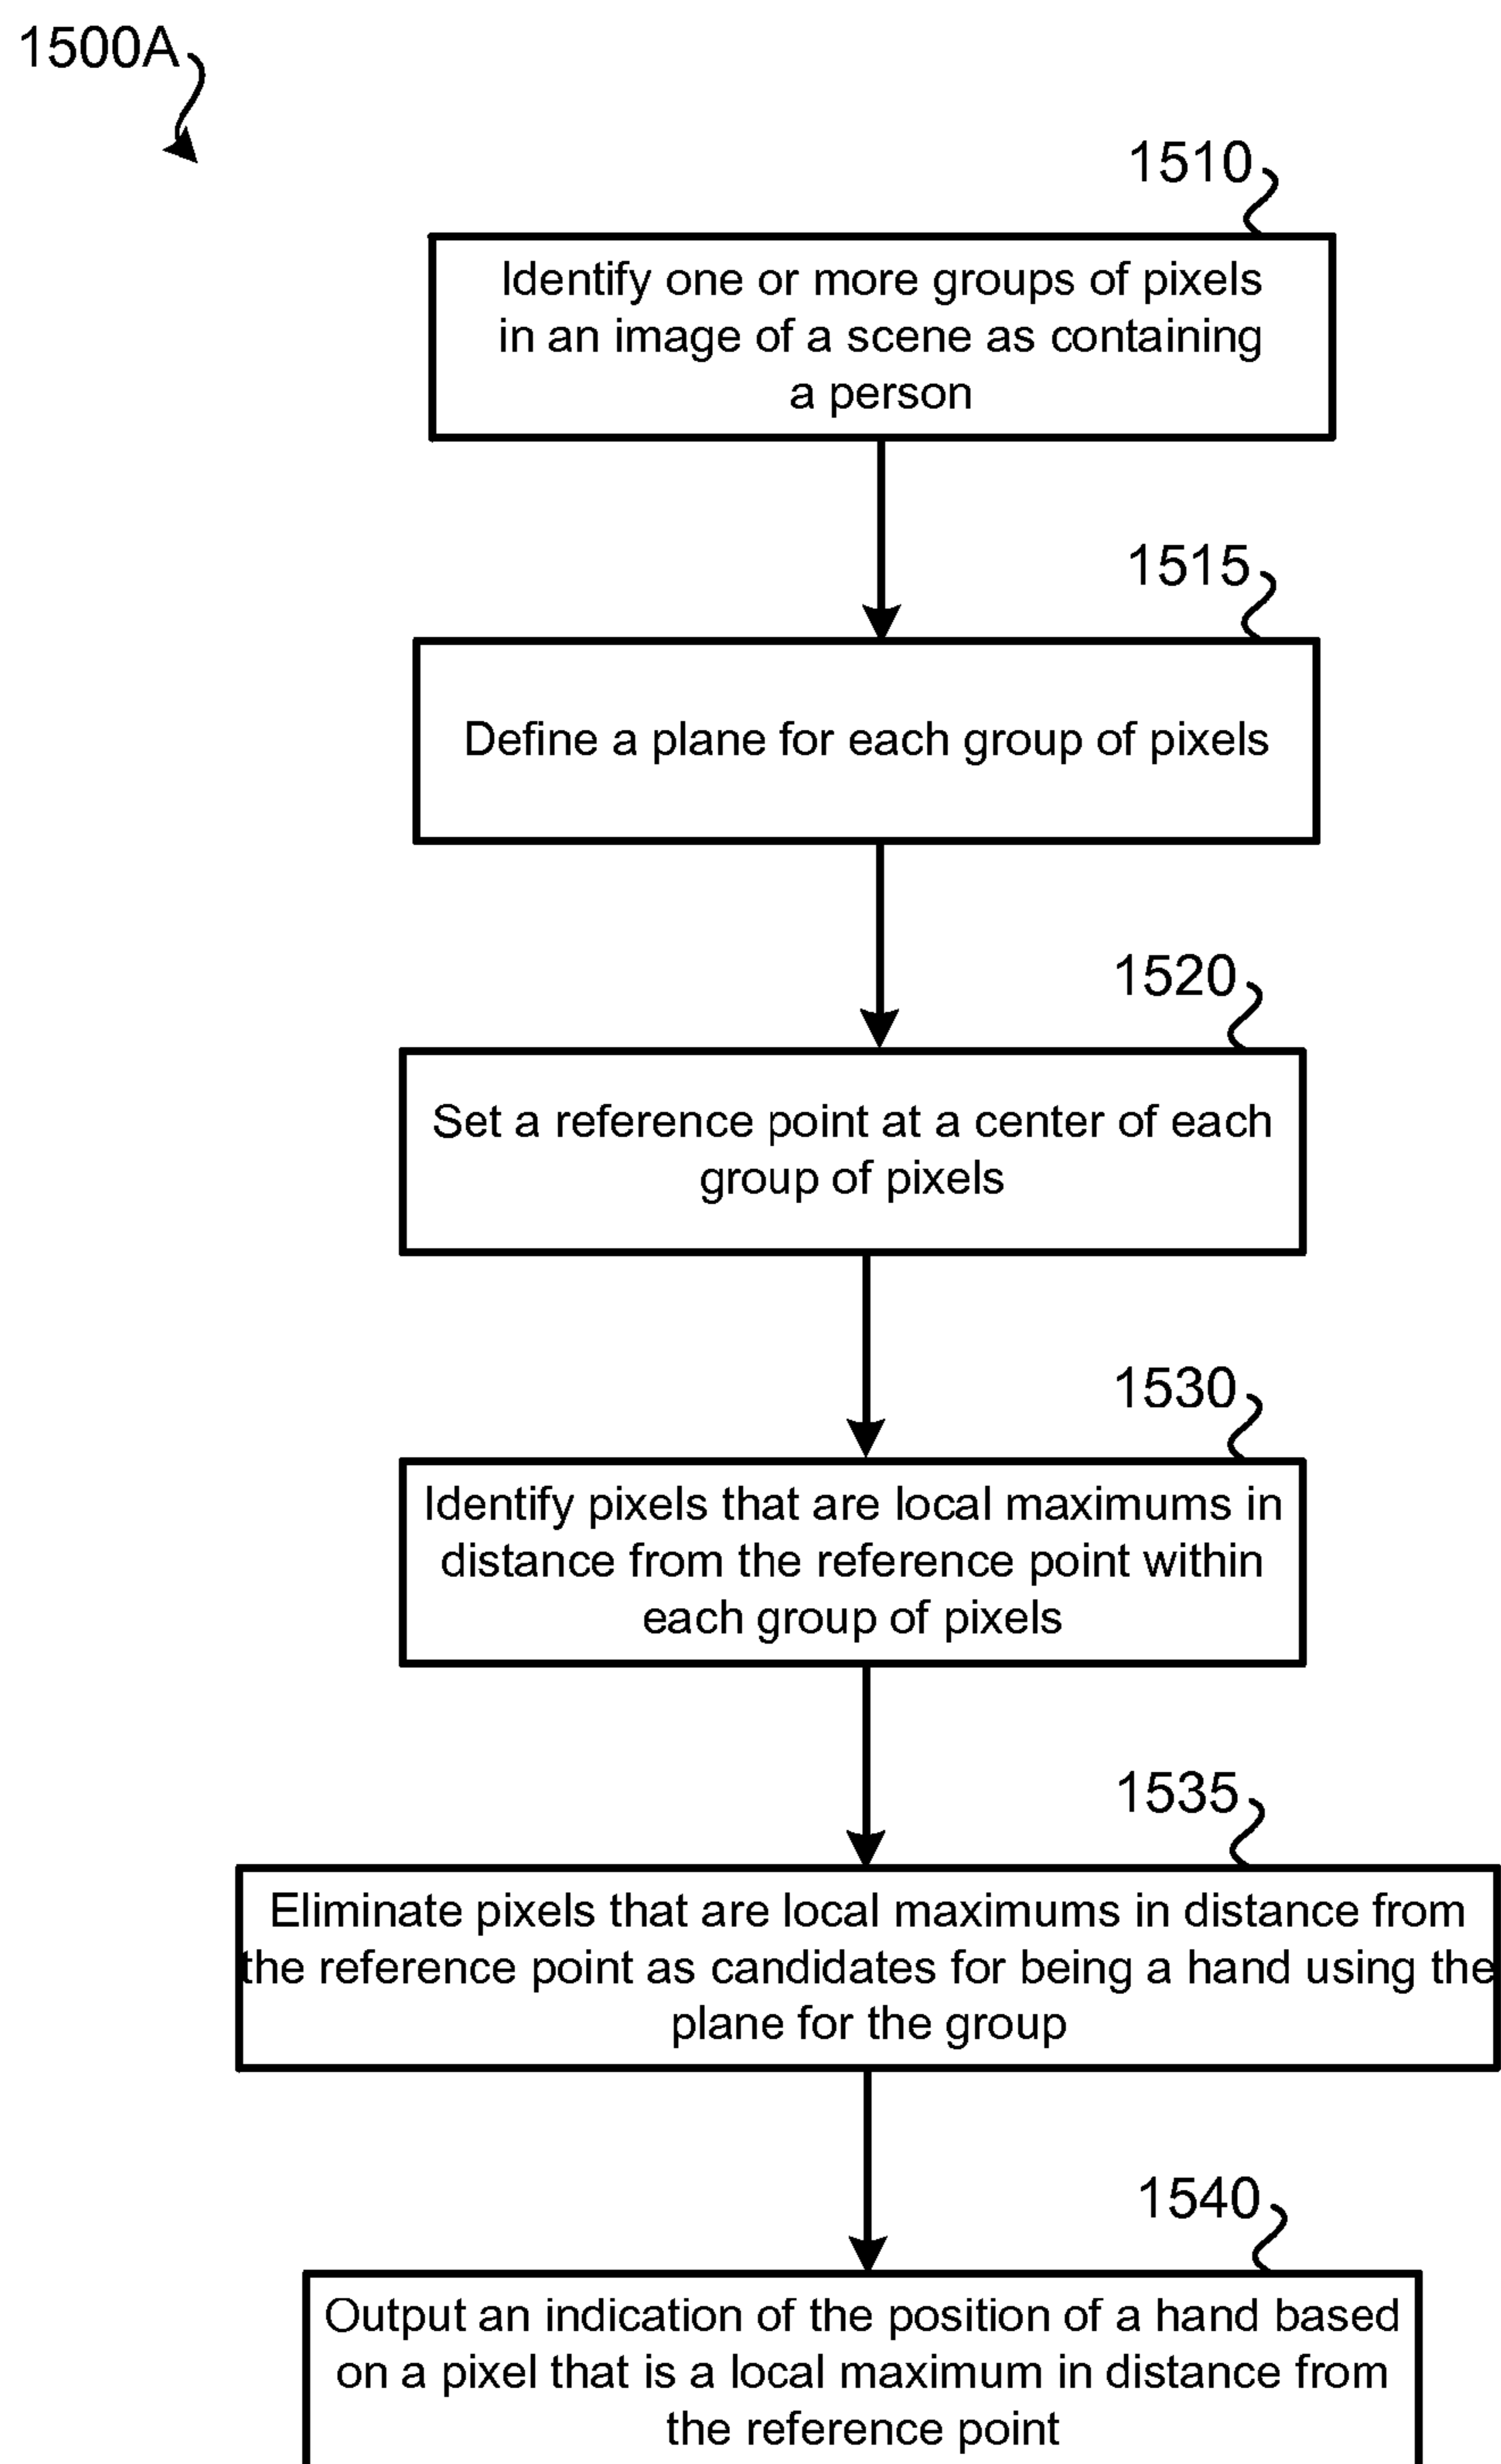 1500A
1510
Identify one or more groups of pixels
in an image of a scene as containing
a person
1515
Define a plane for each group of pixels
1520
Set a reference point at a center of each
group of pixels
1530
Identify pixels that are local maximums in
distance from the reference point within
each group of pixels
1535
Eliminate pixels that are local maximums in distance from
the reference point as candidates for being a hand using the
plane for the group
1540
Output an indication of the position of a hand based
on a pixel that is a local maximum in distance from
the reference point